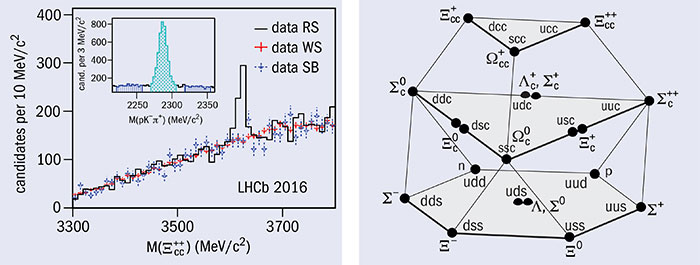 candidates per 10 MeV/c²
400
300
200
100
0
cand. per 3 MeV/c²
800
600
400
200
2250
2300
2350
M(pK⁻π⁺) (MeV/c²)
data RS
data WS
data SB
LHCb 2016
3300
3500
3700
M(Ξcc⁺⁺) (MeV/c²)
Ξcc⁺
dcc
ucc
Ξcc⁺⁺
scc
Ωcc⁺
Σc⁰
Λc⁺, Σc⁺
Σc⁺⁺
ddc
udc
uuc
dsc
Ωc⁰
usc
Ξc⁰
Ξc⁺
ssc
n
p
udd
uud
Σ⁻
dds
uds
Λ, Σ⁰
uus
Σ⁺
dss
uss
Ξ⁻
Ξ⁰